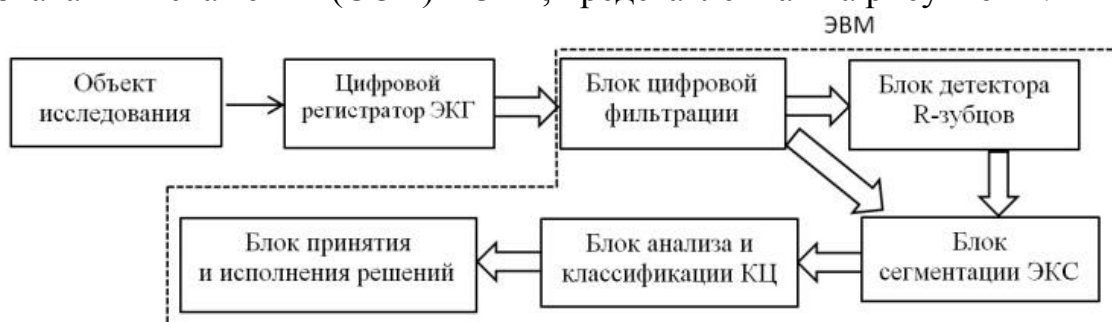 ЭВМ
Объект
исследования
Цифровой
регистратор ЭКГ
Блок цифровой
фильтрации
Блок детектора
R-зубцов
Блок принятия
и исполнения решений
Блок анализа и
классификации КЦ
Блок
сегментации ЭКС